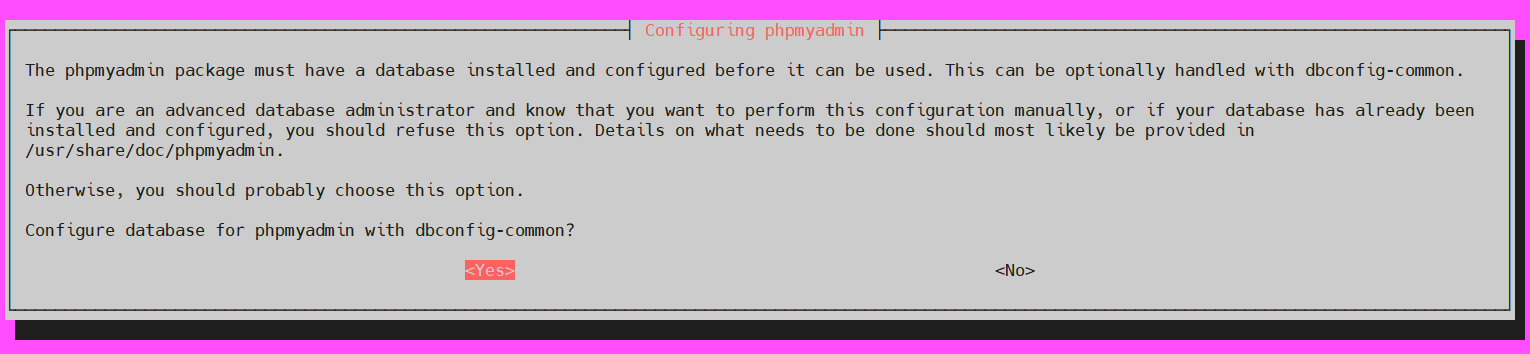 Configuring phpmyadmin
The phpmyadmin package must have a database installed and configured before it can be used. This can be optionally handled with dbconfig-common.
If you are an advanced database administrator and know that you want to perform this configuration manually, or if your database has already been
installed and configured, you should refuse this option. Details on what needs to be done should most likely be provided in
/usr/share/doc/phpmyadmin.
Otherwise, you should probably choose this option.
Configure database for phpmyadmin with dbconfig-common?
<Yes> <No>